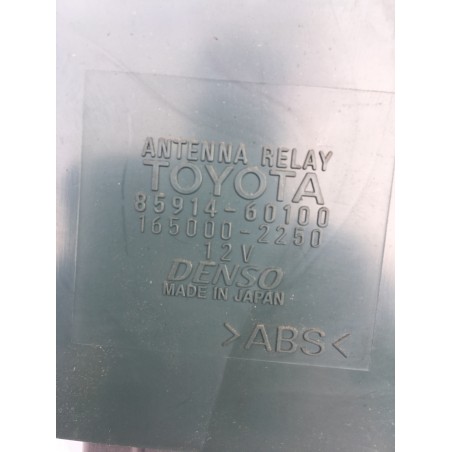 ANTENNA RELAY
TOYOTA
85914-60100
165000-2250
12V
DENSO
MADE IN JAPAN
>ABS<